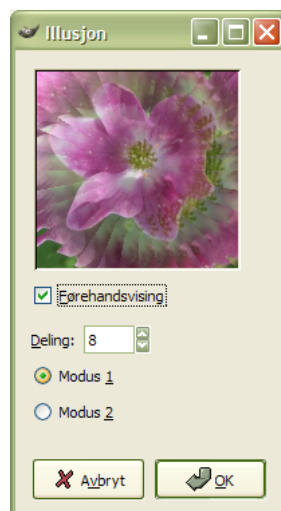 Illusjon
Førehandsvising
Deling: 8
Modus 1
Modus 2
Avbryt OK